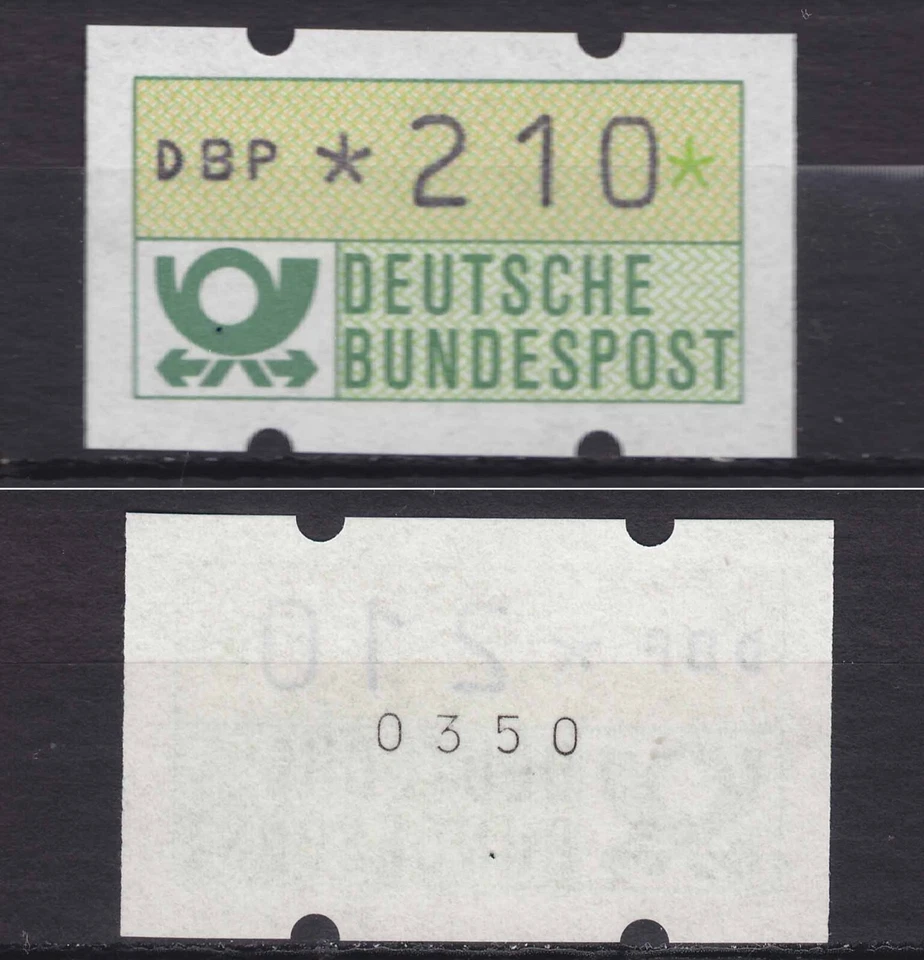 DBP *210*
DEUTSCHE
BUNDESPOST
0350